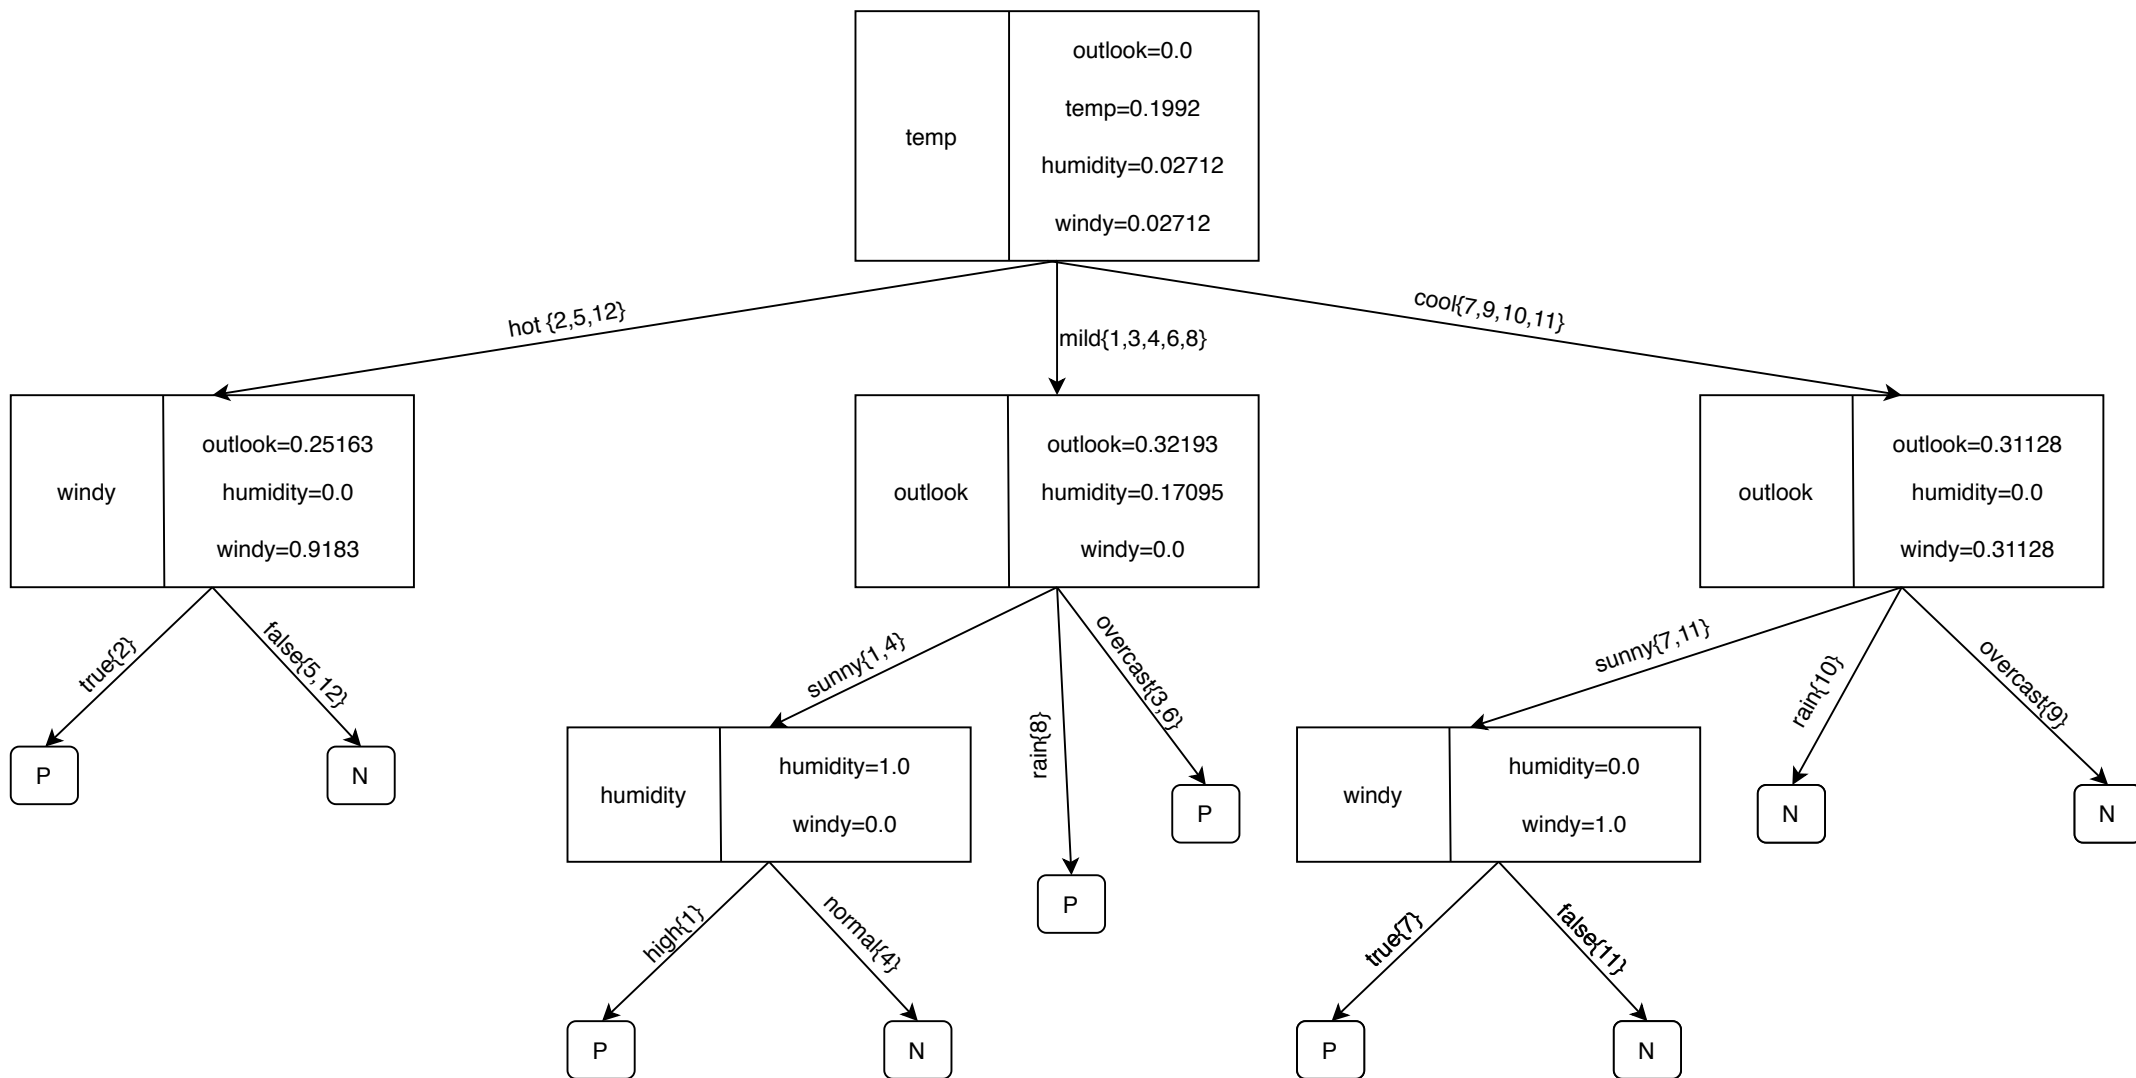 outlook=0.0
temp=0.1992
temp
humidity=0.02712
windy=0.02712
hot {2,5,12}
mild{1,3,4,6,8}
cool{7,9,10,11}
windy
outlook=0.25163
humidity=0.0
windy=0.9183
outlook
outlook=0.32193
humidity=0.17095
windy=0.0
outlook
outlook=0.31128
humidity=0.0
windy=0.31128
true{2}
false{5,12}
sunny{1,4}
rain{8}
overcast{3,6}
sunny{7,11}
rain{10}
overcast{9}
P
N
humidity
humidity=1.0
windy=0.0
P
P
windy
humidity=0.0
windy=1.0
N
N
high{1}
normal{4}
true{7}
false{11}
P
N
P
N